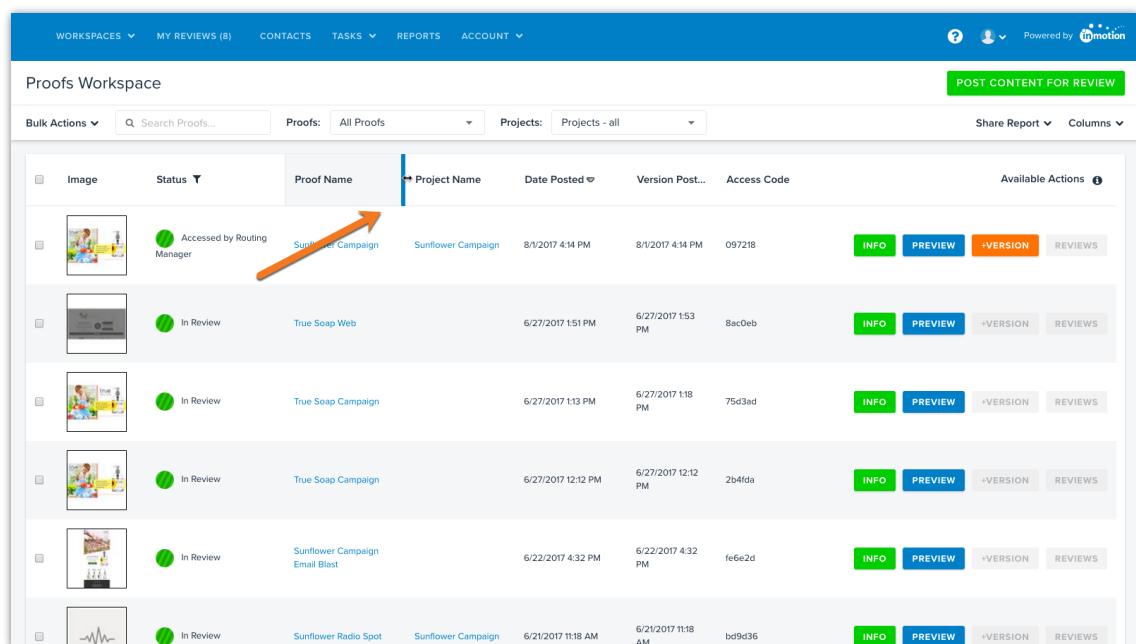 WORKSPACES MY REVIEWS (8) CONTACTS TASKS REPORTS ACCOUNT ? Powered by inmotion
Proofs Workspace POST CONTENT FOR REVIEW
Bulk Actions Search Proofs... Proofs: All Proofs Projects: Projects - all Share Report Columns
Image Status Proof Name Project Name Date Posted Version Post... Access Code Available Actions
Accessed by Routing
Manager
Sunflower Campaign Sunflower Campaign 8/1/2017 4:14 PM 8/1/2017 4:14 PM 097218 INFO PREVIEW +VERSION REVIEWS
In Review True Soap Web 6/27/2017 1:51 PM 6/27/2017 1:53
PM
8ac0eb INFO PREVIEW +VERSION REVIEWS
In Review True Soap Campaign 6/27/2017 1:13 PM 6/27/2017 1:18
PM
75d3ad INFO PREVIEW +VERSION REVIEWS
In Review True Soap Campaign 6/27/2017 12:12 PM 6/27/2017 12:12
PM
2b4fda INFO PREVIEW +VERSION REVIEWS
In Review Sunflower Campaign
Email Blast
6/22/2017 4:32 PM 6/22/2017 4:32
PM
fe6e2d INFO PREVIEW +VERSION REVIEWS
In Review Sunflower Radio Spot Sunflower Campaign 6/21/2017 11:18 AM 6/21/2017 11:18
AM
bd9d36 INFO PREVIEW +VERSION REVIEWS